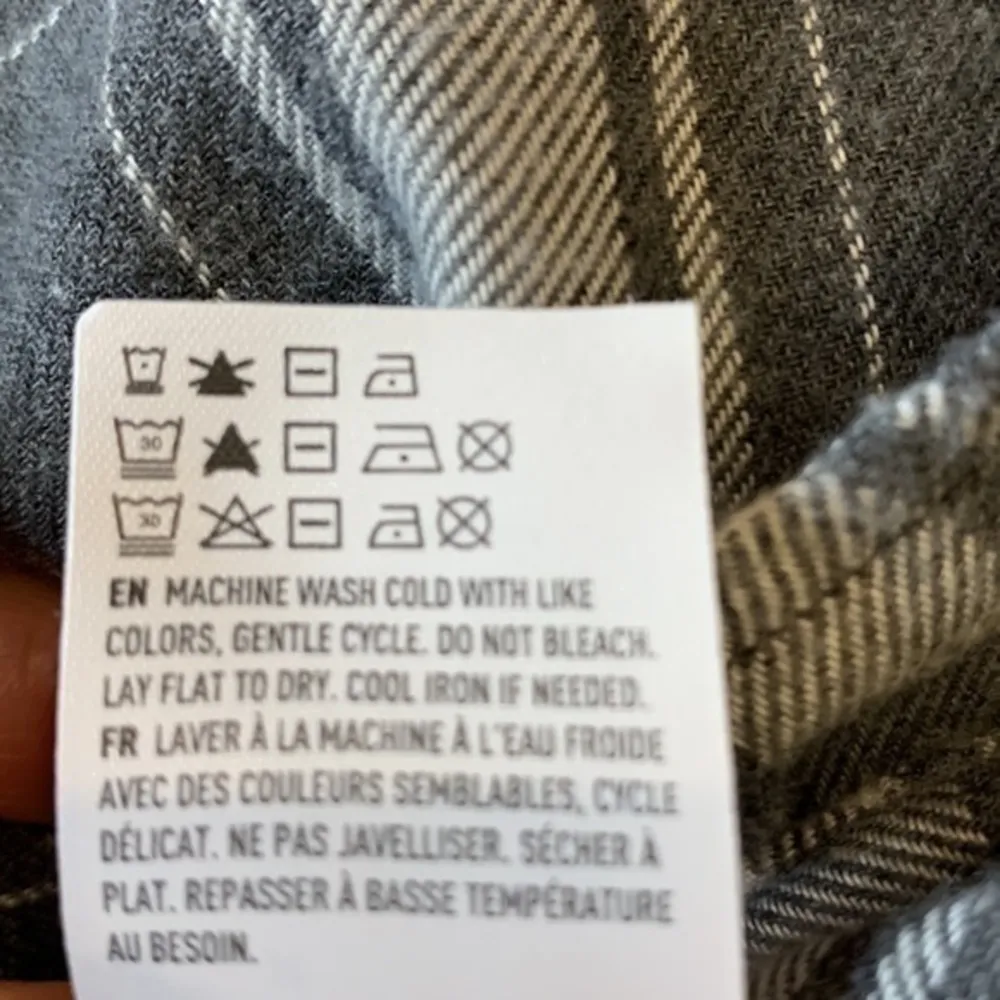 30
30
EN MACHINE WASH COLD WITH LIKE
COLORS, GENTLE CYCLE. DO NOT BLEACH.
LAY FLAT TO DRY. COOL IRON IF NEEDED.
FR LAVER À LA MACHINE À L'EAU FROIDE
AVEC DES COULEURS SEMBLABLES, CYCLE
DÉLICAT. NE PAS JAVELLISER. SÉCHER À
PLAT. REPASSER À BASSE TEMPÉRATURE
AU BESOIN.